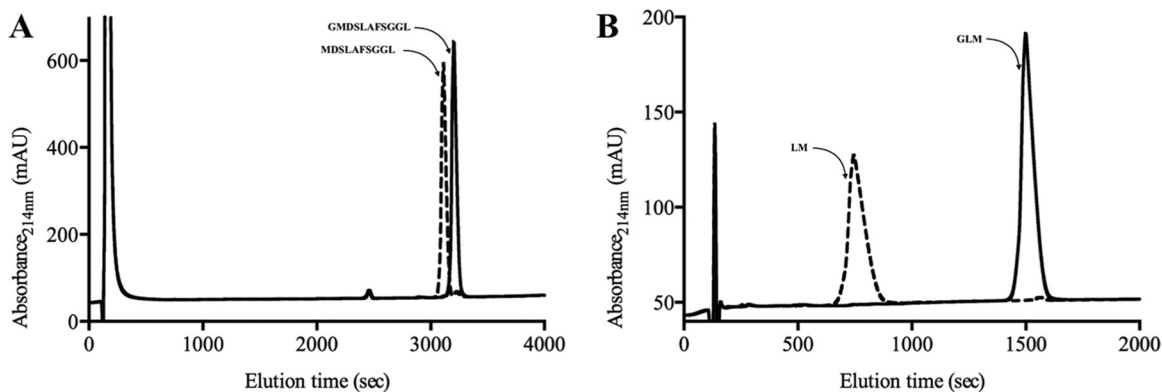 A
GMDSLAFSGGL
MDSLAFSGGL
600
400
200
0
Absorbance214nm (mAU)
0 1000 2000 3000 4000
Elution time (sec)
B
GLM
LM
200
150
100
50
Absorbance214nm (mAU)
0 500 1000 1500 2000
Elution time (sec)